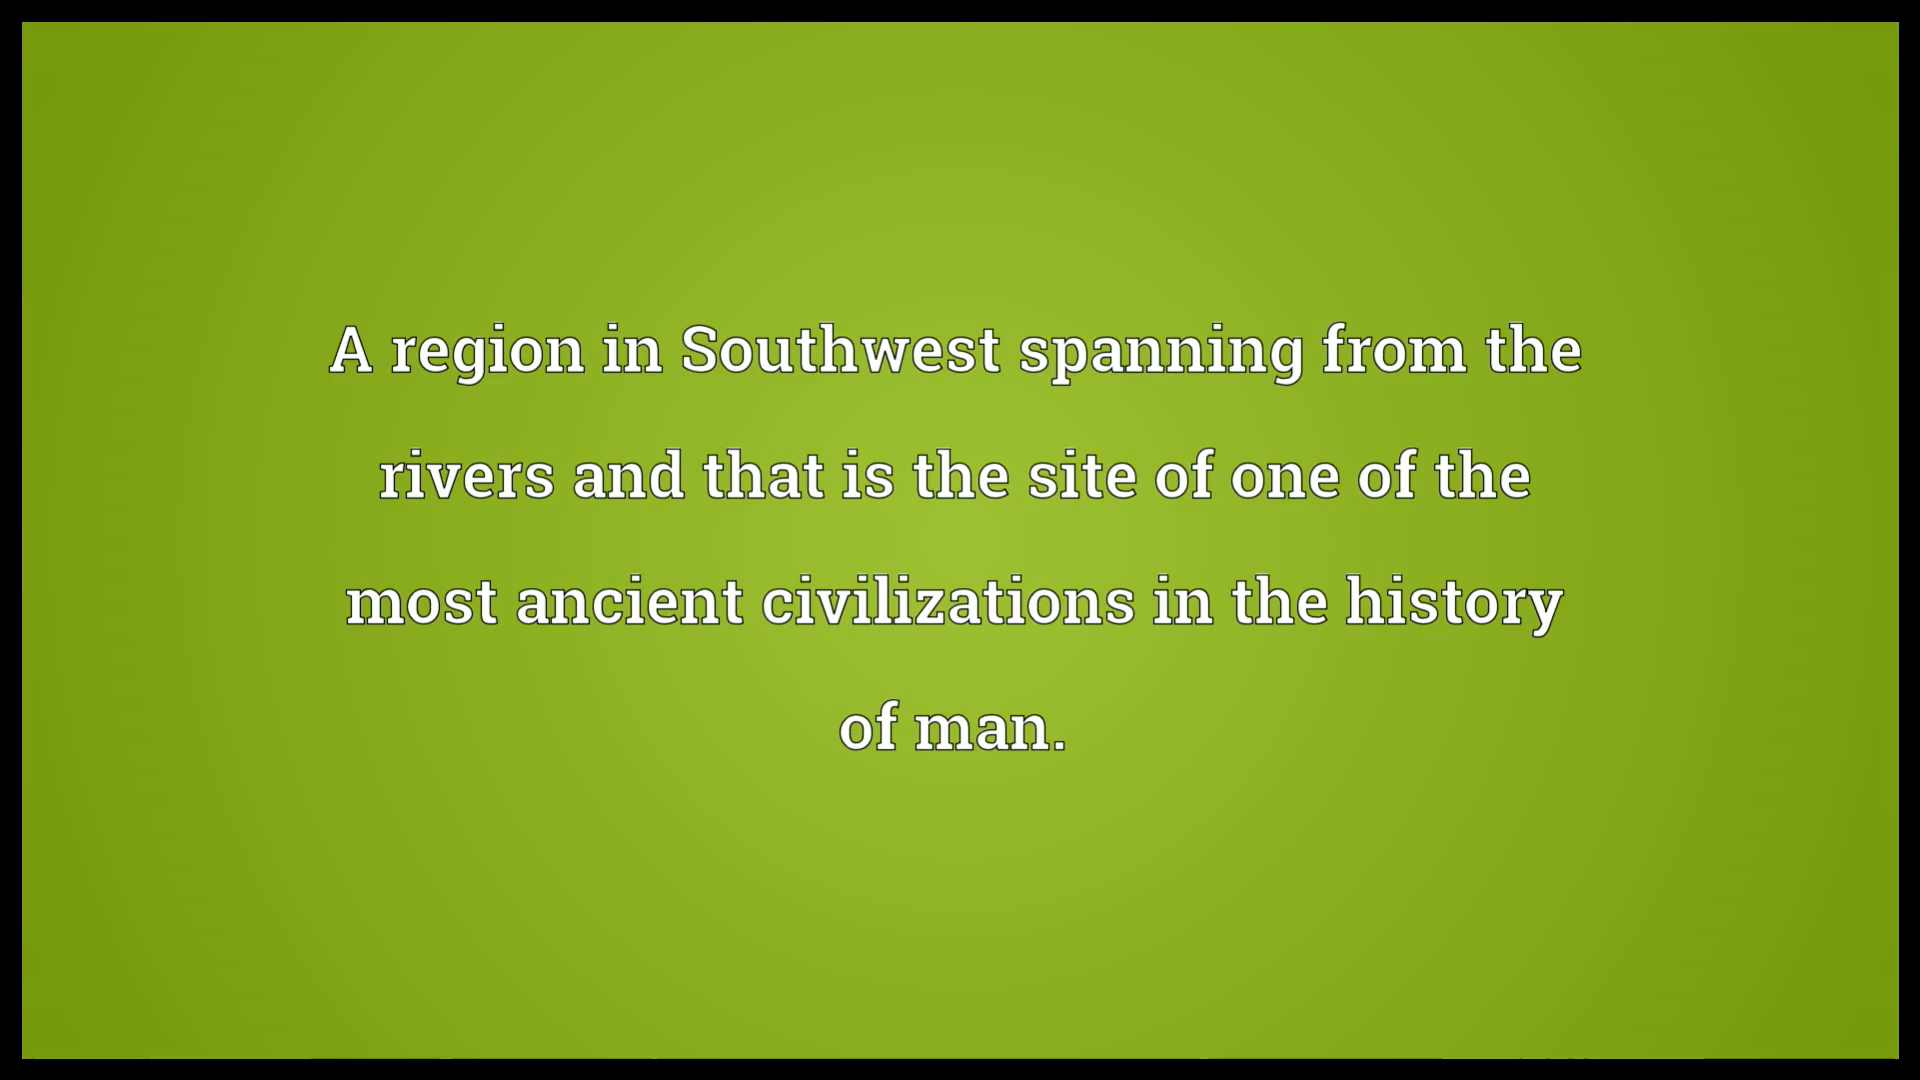 A region in Southwest spanning from the
rivers and that is the site of one of the
most ancient civilizations in the history
of man.